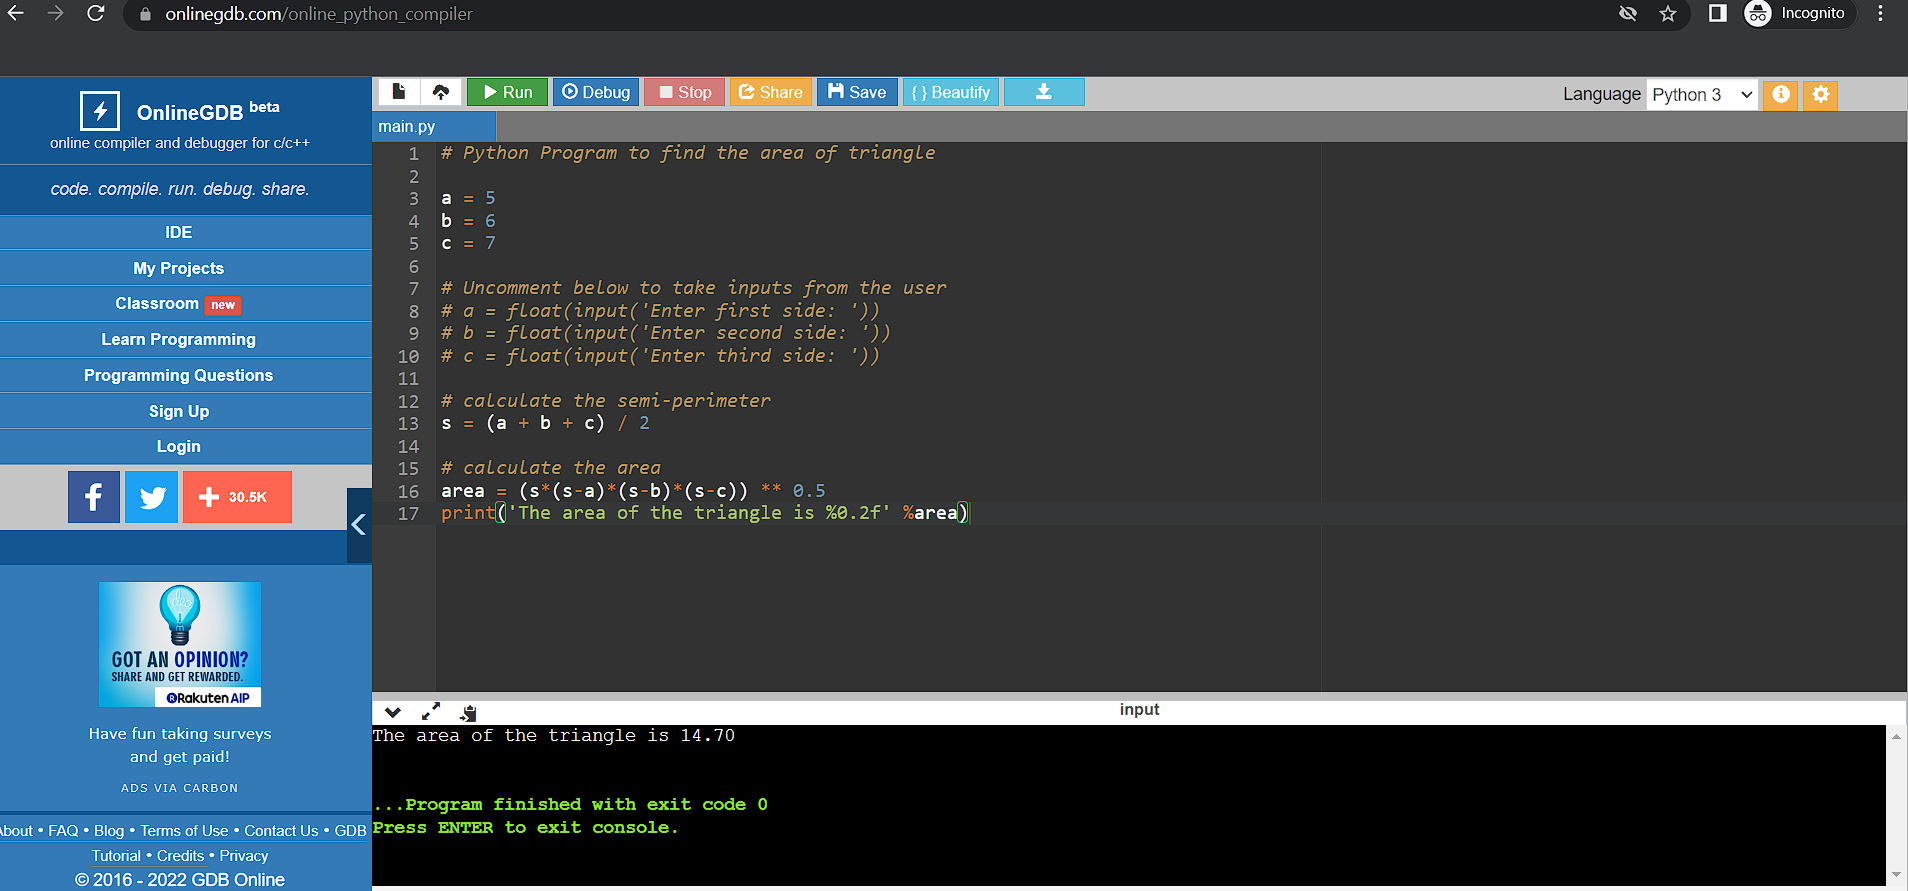 onlinegdb.com/online_python_compiler
Incognito
OnlineGDB beta
online compiler and debugger for c/c++
code. compile. run. debug. share.
IDE
My Projects
Classroom new
Learn Programming
Programming Questions
Sign Up
Login
30.5K
GOT AN OPINION?
SHARE AND GET REWARDED.
Rakuten AIP
Have fun taking surveys
and get paid!
ADS VIA CARBON
About • FAQ • Blog • Terms of Use • Contact Us • GDB
Tutorial • Credits • Privacy
© 2016 - 2022 GDB Online
Run Debug Stop Share Save { } Beautify
Language Python 3
main.py
1 # Python Program to find the area of triangle
2
3 a = 5
4 b = 6
5 c = 7
6
7 # Uncomment below to take inputs from the user
8 # a = float(input('Enter first side: '))
9 # b = float(input('Enter second side: '))
10 # c = float(input('Enter third side: '))
11
12 # calculate the semi-perimeter
13 s = (a + b + c) / 2
14
15 # calculate the area
16 area = (s*(s-a)*(s-b)*(s-c)) ** 0.5
17 print('The area of the triangle is %0.2f' %area)
input
The area of the triangle is 14.70
...Program finished with exit code 0
Press ENTER to exit console.